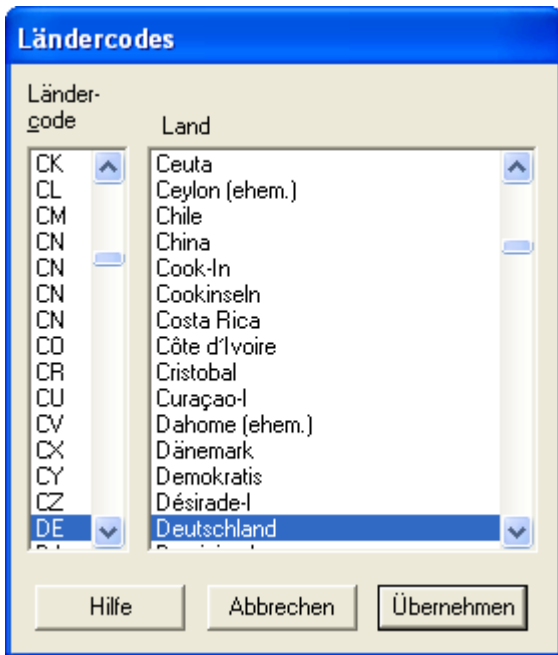 Ländercodes
Länder-
code
Land
CK
CL
CM
CN
CN
CN
CN
CO
CR
CU
CV
CX
CY
CZ
DE
Ceuta
Ceylon (ehem.)
Chile
China
Cook-In
Cookinseln
Costa Rica
Côte d'Ivoire
Cristobal
Curaçao-I
Dahome (ehem.)
Dänemark
Demokratis
Désirade-I
Deutschland
Hilfe
Abbrechen
Übernehmen